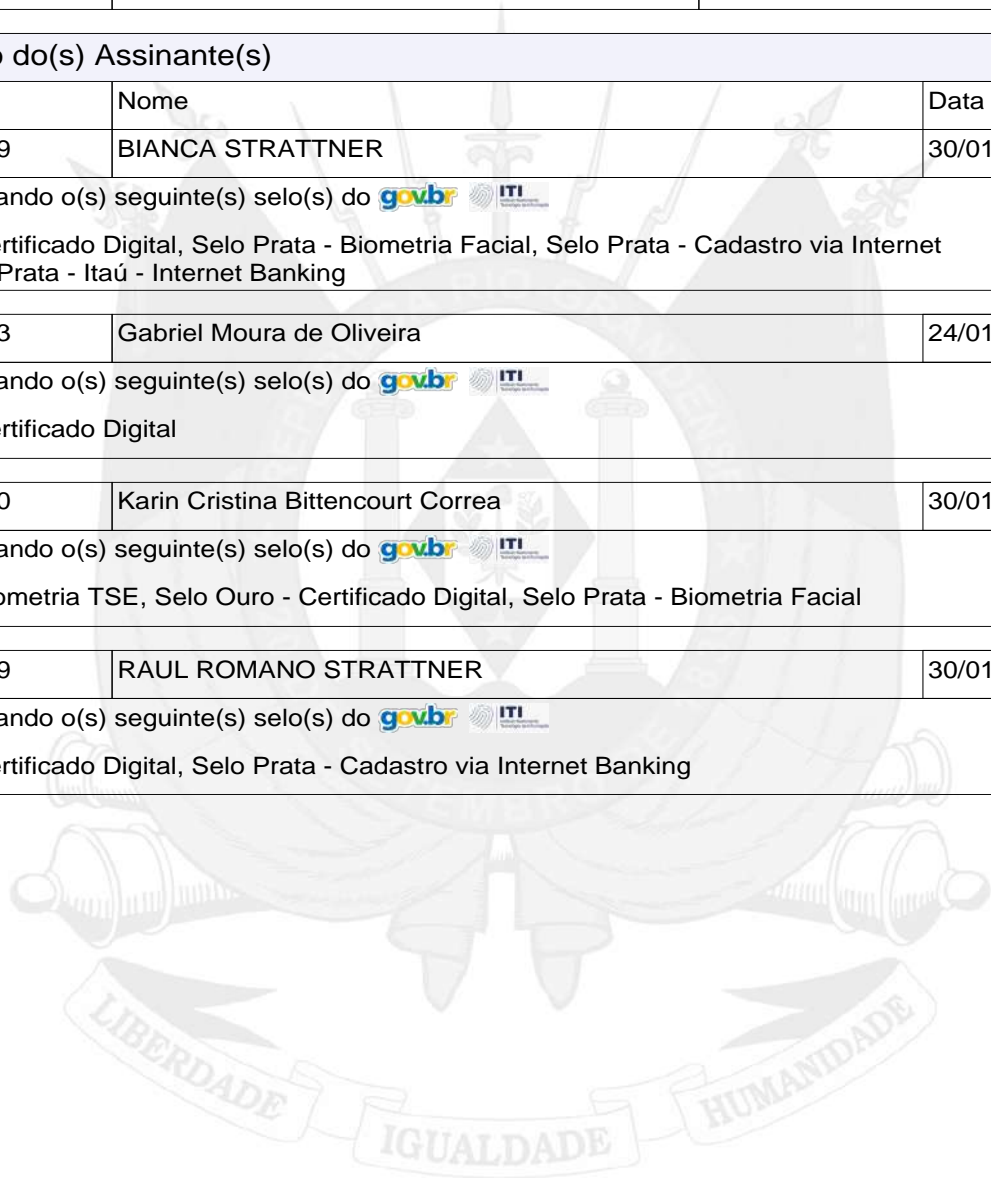 o do(s) Assinante(s)
Nome Data
9 BIANCA STRATTNER 30/01
ando o(s) seguinte(s) selo(s) do gov.br ITI
ertificado Digital, Selo Prata - Biometria Facial, Selo Prata - Cadastro via Internet
Prata - Itaú - Internet Banking
3 Gabriel Moura de Oliveira 24/01
ando o(s) seguinte(s) selo(s) do gov.br ITI
ertificado Digital
0 Karin Cristina Bittencourt Correa 30/01
ando o(s) seguinte(s) selo(s) do gov.br ITI
ometria TSE, Selo Ouro - Certificado Digital, Selo Prata - Biometria Facial
9 RAUL ROMANO STRATTNER 30/01
ando o(s) seguinte(s) selo(s) do gov.br ITI
ertificado Digital, Selo Prata - Cadastro via Internet Banking
LIBERDADE IGUALDADE HUMANIDADE